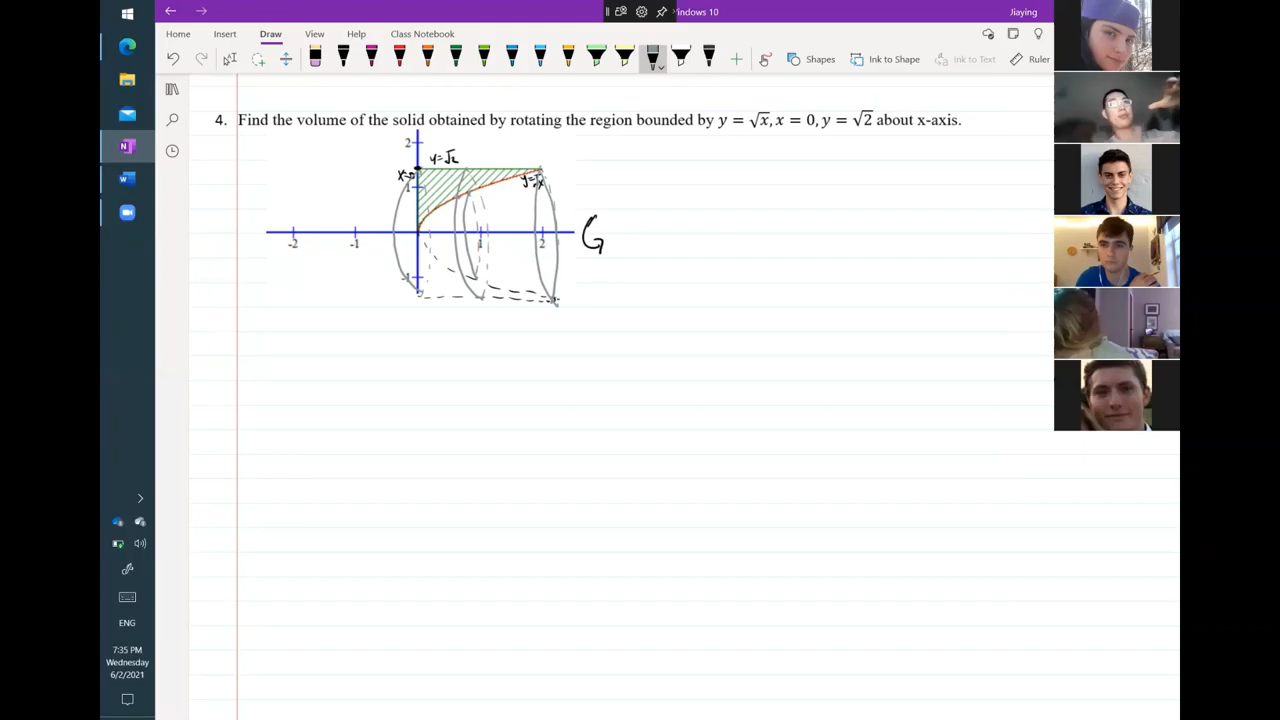 indows 10
Jiaying
Home Insert Draw View Help Class Notebook
Shapes Ink to Shape Ink to Text Ruler
4. Find the volume of the solid obtained by rotating the region bounded by y = √x, x = 0, y = √2 about x-axis.
2
y=√2
x=0
1
y=√x
-2 -1 1 2
-1
ENG
7:35 PM
Wednesday
6/2/2021